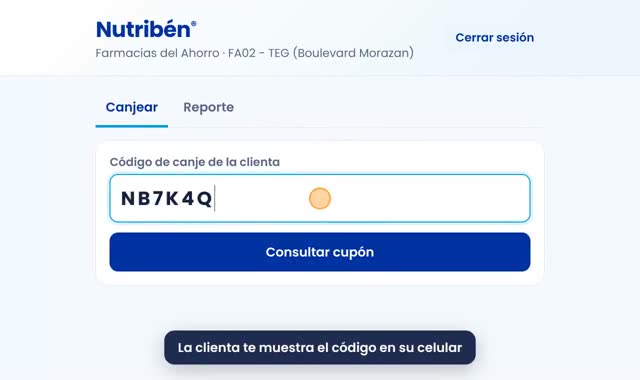 Nutribén®
Farmacias del Ahorro · FA02 - TEG (Boulevard Morazan)
Cerrar sesión
Canjear
Reporte
Código de canje de la clienta
NB7K4Q
Consultar cupón
La clienta te muestra el código en su celular